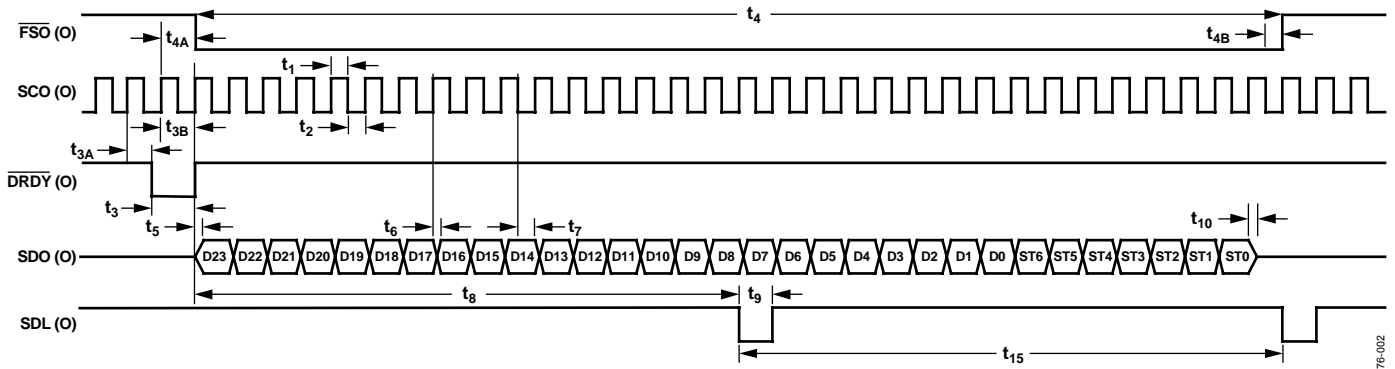 t4
FSO (O)
t4A
t4B
t1
SCO (O)
t3B
t2
t3A
DRDY (O)
t3
t5
t6
t7
t10
SDO (O)
D23 D22 D21 D20 D19 D18 D17 D16 D15 D14 D13 D12 D11 D10 D9 D8 D7 D6 D5 D4 D3 D2 D1 D0 ST6 ST5 ST4 ST3 ST2 ST1 ST0
t8
t9
SDL (O)
t15
76-002